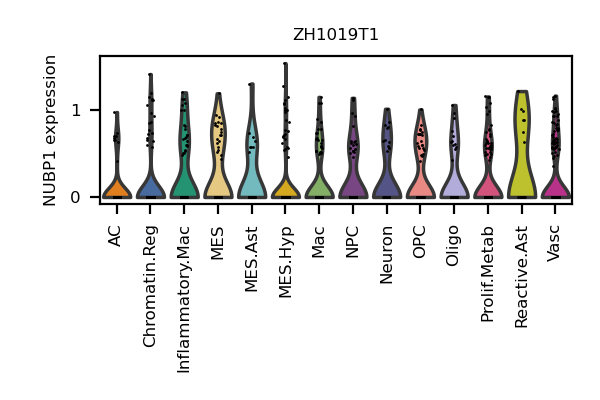 ZH1019T1
NUBP1 expression
1
0
AC
Chromatin.Reg
Inflammatory.Mac
MES
MES.Ast
MES.Hyp
Mac
NPC
Neuron
OPC
Oligo
Prolif.Metab
Reactive.Ast
Vasc